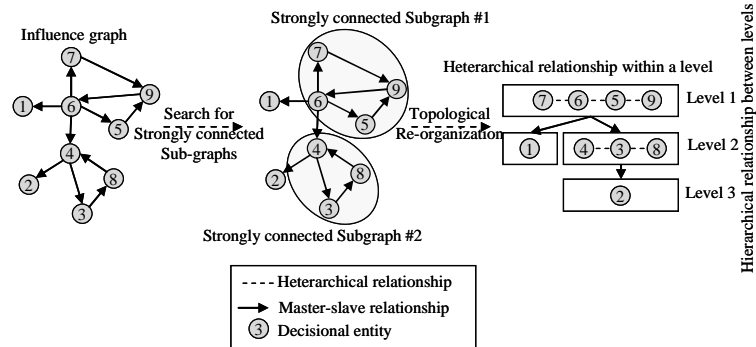 Strongly connected Subgraph #1
Influence graph
7
1
6
9
5
4
2
8
3
Search for
Strongly connected
Sub-graphs
7
1
6
9
5
4
2
8
3
Strongly connected Subgraph #2
Topological
Re-organization
Heterarchical relationship within a level
7 6 5 9 Level 1
1 4 3 8 Level 2
2 Level 3
Hierarchical relationship between levels
Heterarchical relationship
Master-slave relationship
3 Decisional entity